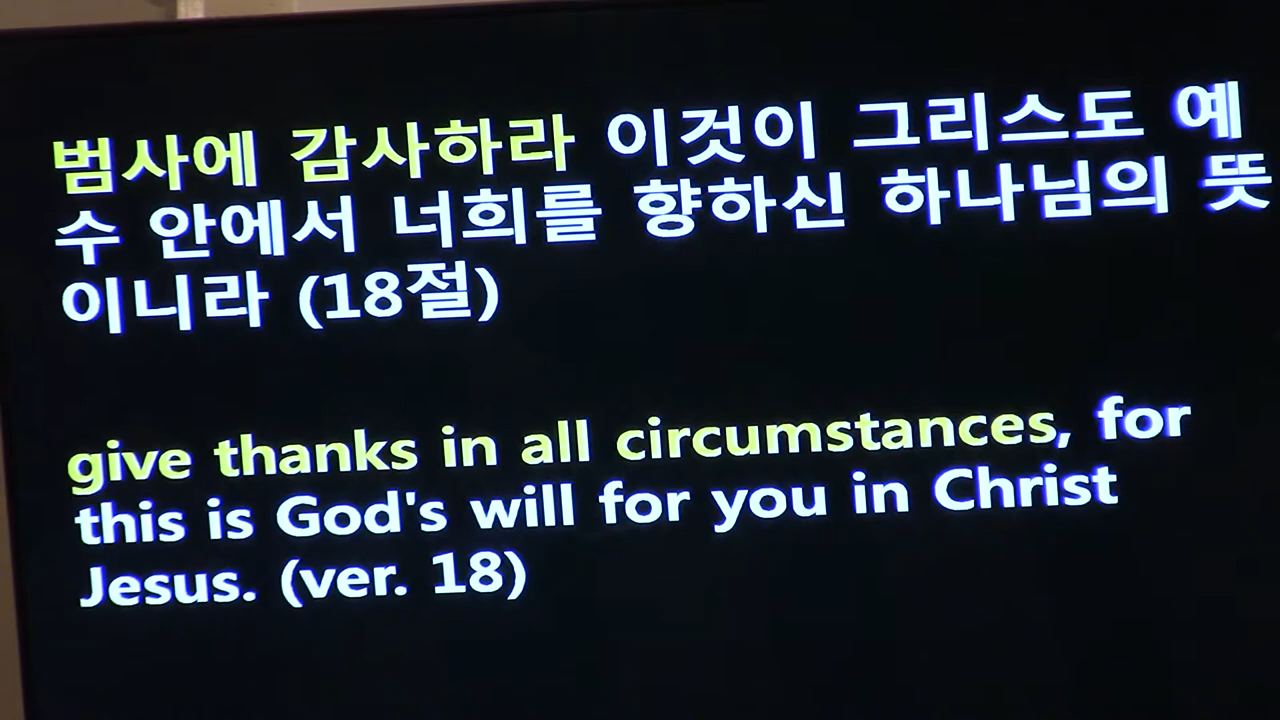 범사에 감사하라 이것이 그리스도 예
수 안에서 너희를 향하신 하나님의 뜻
이니라 (18절)
give thanks in all circumstances, for
this is God's will for you in Christ
Jesus. (ver. 18)